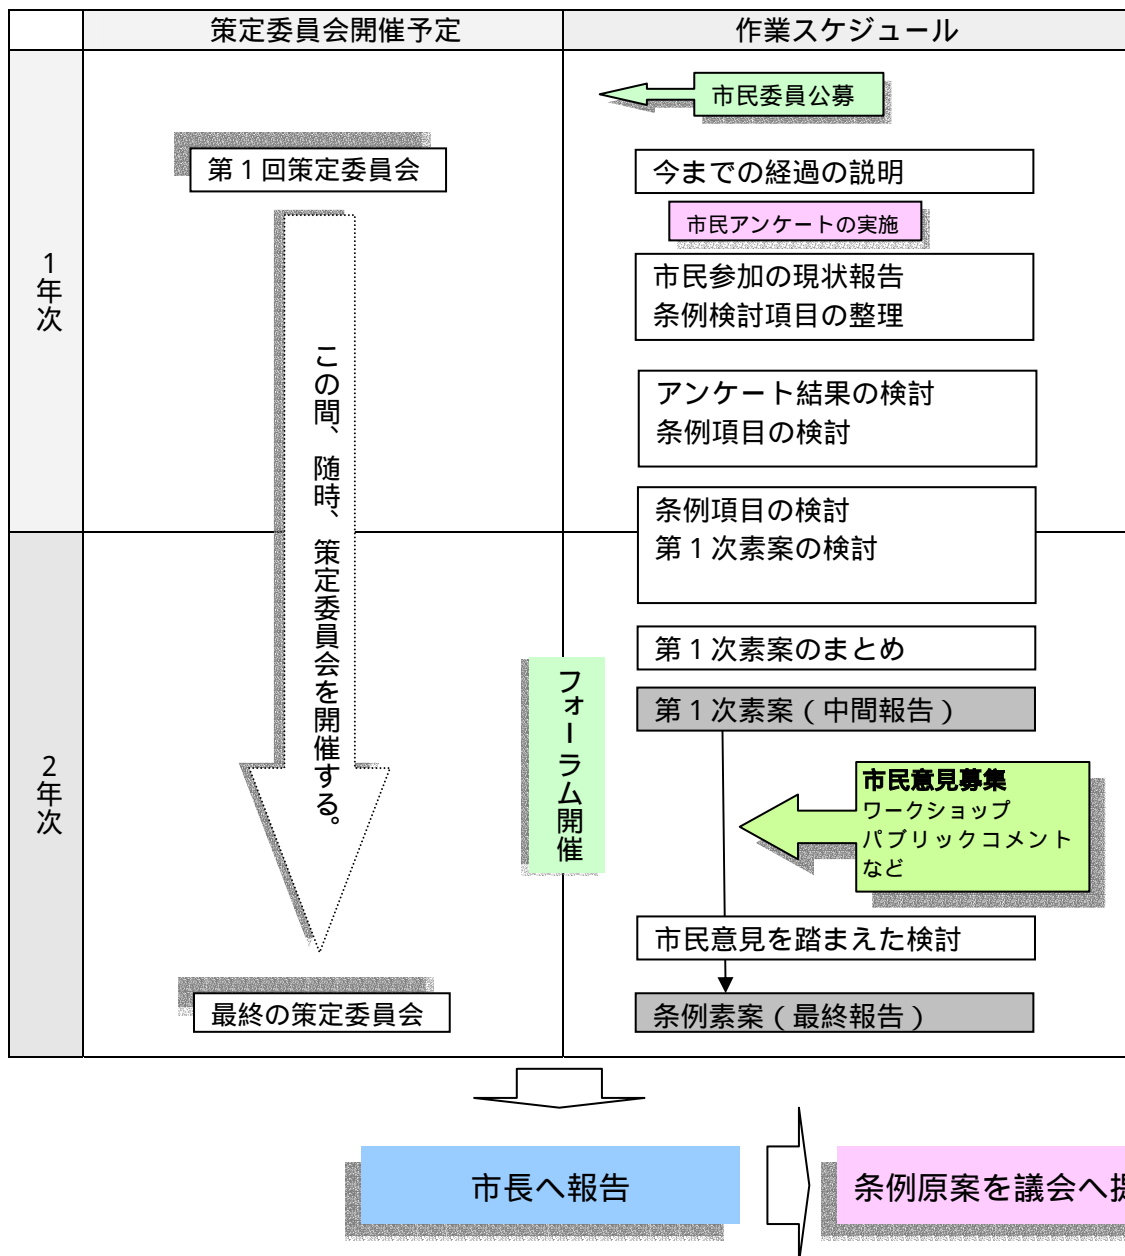 策定委員会開催予定
作業スケジュール
1年次
市民委員公募
第1回策定委員会
今までの経過の説明
市民アンケートの実施
市民参加の現状報告
条例検討項目の整理
この間、随時、策定委員会を開催する。
アンケート結果の検討
条例項目の検討
条例項目の検討
第1次素案の検討
2年次
第1次素案のまとめ
フォーラム開催
第1次素案(中間報告)
市民意見募集
ワークショップ
パブリックコメント
など
市民意見を踏まえた検討
最終の策定委員会
条例素案(最終報告)
市長へ報告
条例原案を議会へ提